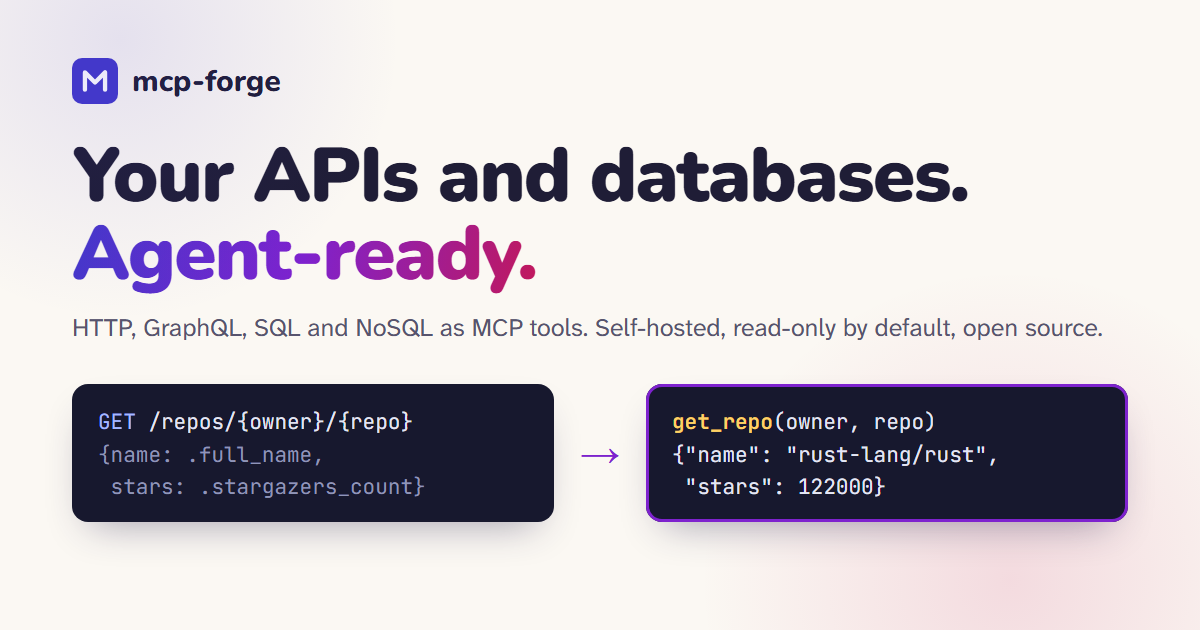 M mcp-forge
Your APIs and databases.
Agent-ready.
HTTP, GraphQL, SQL and NoSQL as MCP tools. Self-hosted, read-only by default, open source.
GET /repos/{owner}/{repo}
{name: .full_name,
 stars: .stargazers_count}
→
get_repo(owner, repo)
{"name": "rust-lang/rust",
 "stars": 122000}